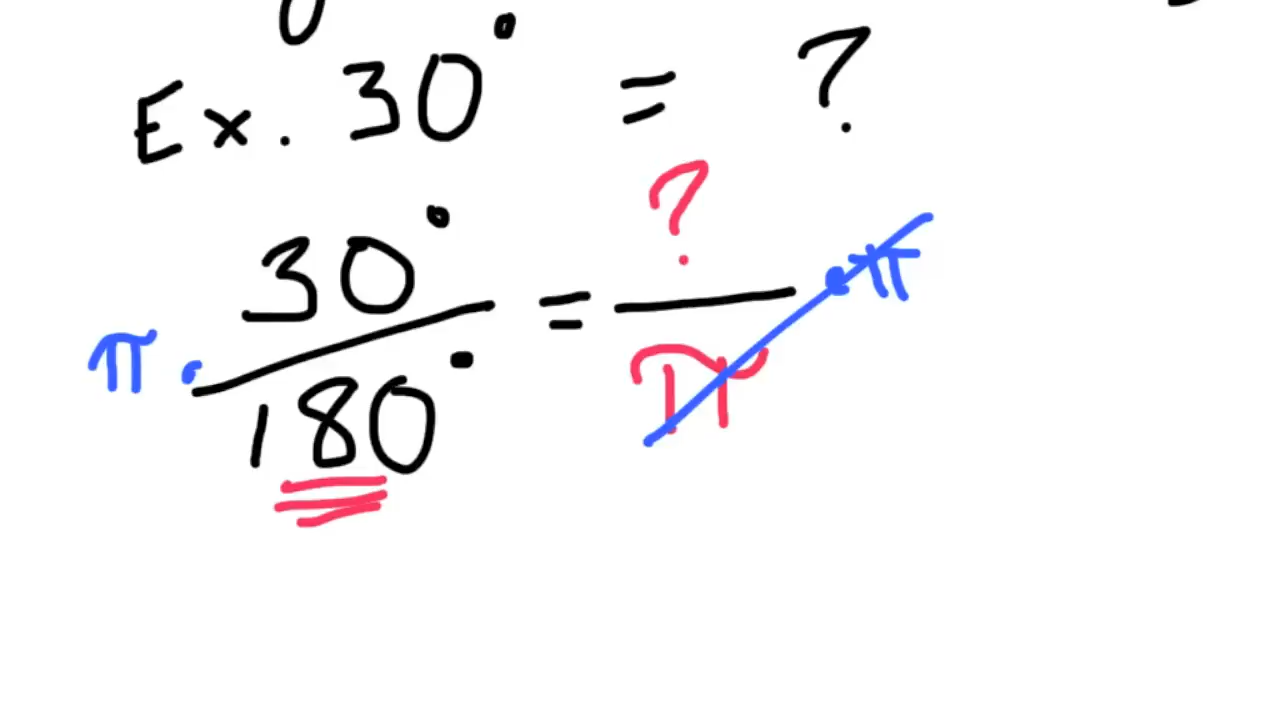 Ex. 30° = ?
π · 30° / 180° = ? / π · π